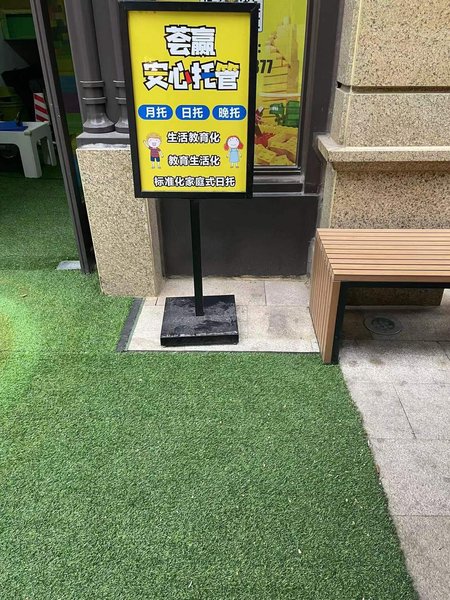 荟赢
安心托管
月托 日托 晚托
生活教育化
教育生活化
标准化家庭式日托
77